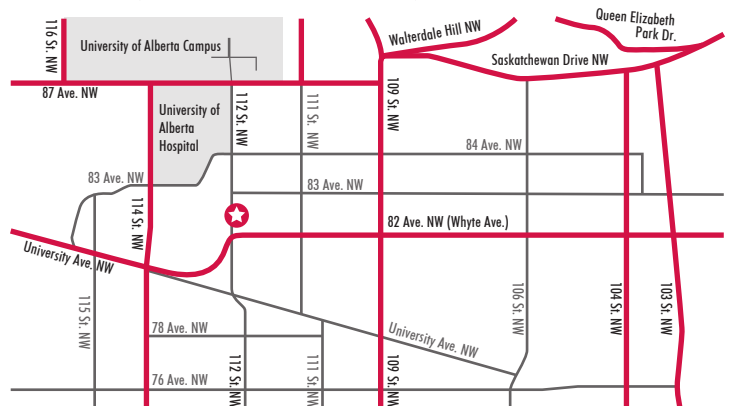 Queen Elizabeth
Park Dr.
116 St. NW
University of Alberta Campus
Walterdale Hill NW
Saskatchewan Drive NW
87 Ave. NW
University of
Alberta
Hospital
112 St. NW
111 St. NW
109 St. NW
84 Ave. NW
83 Ave. NW
83 Ave. NW
114 St. NW
82 Ave. NW (Whyte Ave.)
University Ave. NW
115 St. NW
106 St. NW
104 St. NW
103 St. NW
78 Ave. NW
University Ave. NW
76 Ave. NW
112 St. NW
111 St. NW
109 St. NW